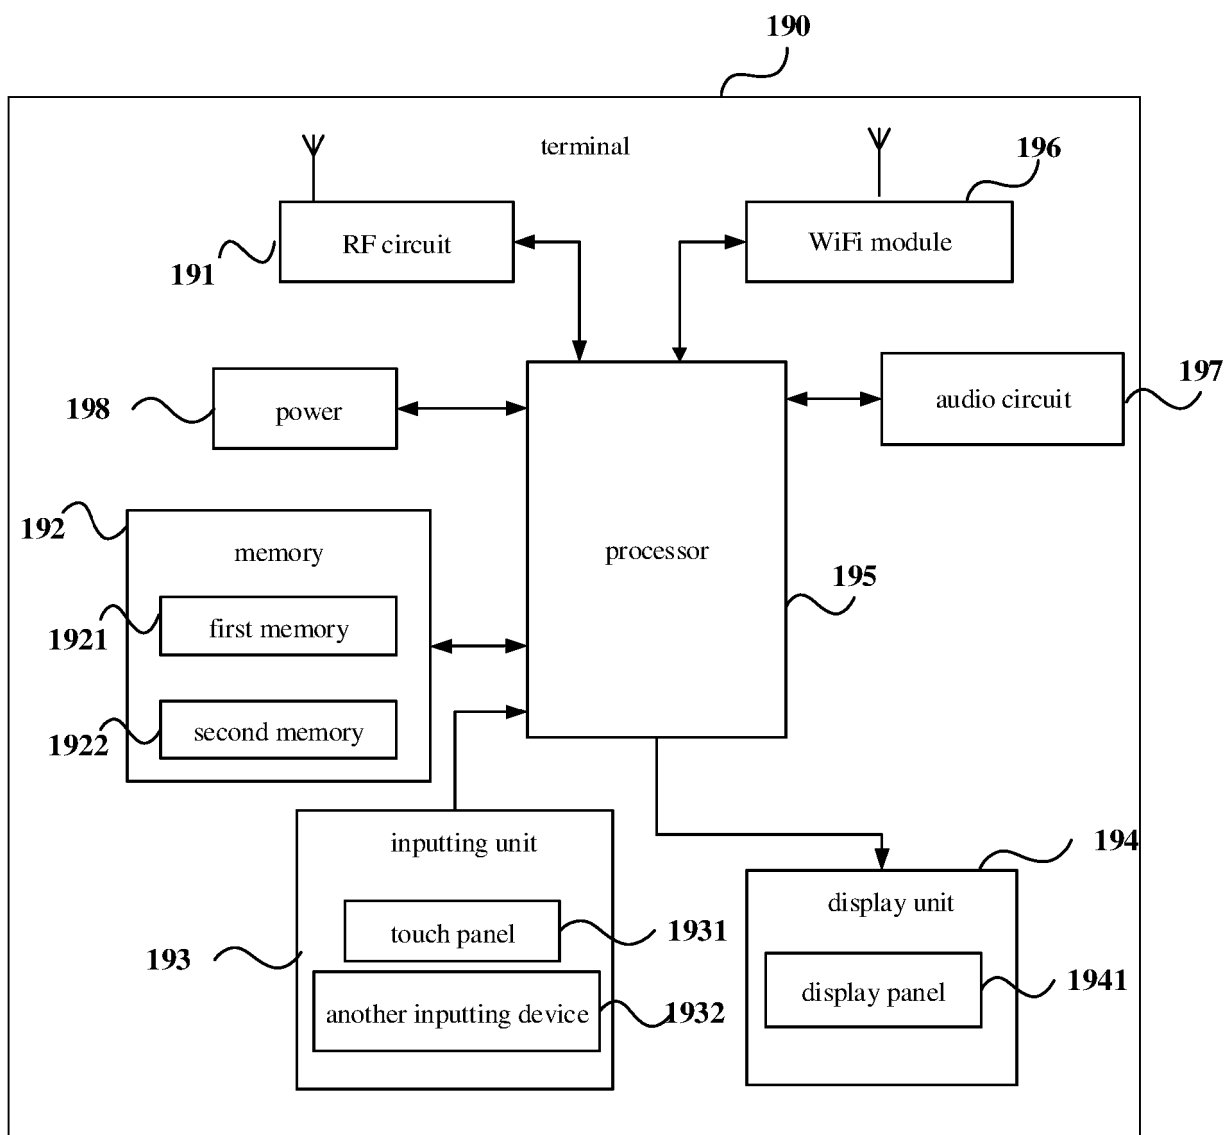 190
terminal
196
RF circuit
WiFi module
191
197
198
power
audio circuit
192
memory
processor
195
1921
first memory
1922
second memory
inputting unit
194
display unit
touch panel
1931
193
display panel
1941
another inputting device
1932